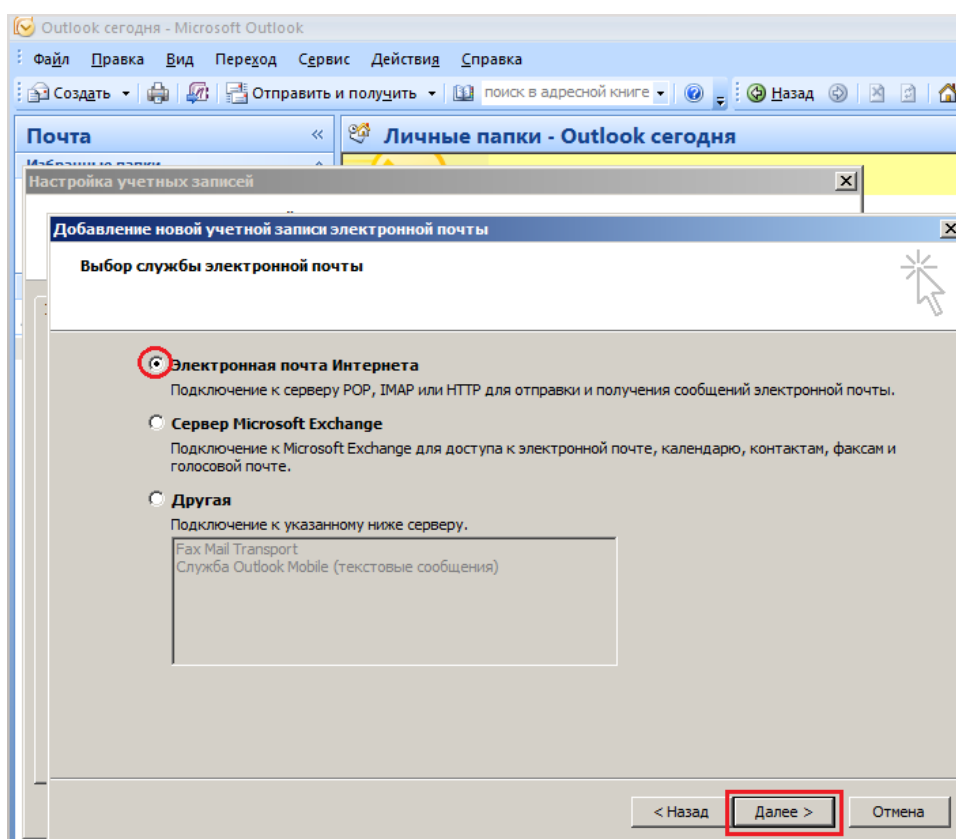 Outlook сегодня - Microsoft Outlook
Файл Правка Вид Переход Сервис Действия Справка
Создать Отправить и получить поиск в адресной книге Назад
Почта « Личные папки - Outlook сегодня
Избранные папки
Настройка учетных записей
Добавление новой учетной записи электронной почты
Выбор службы электронной почты
Электронная почта Интернета
Подключение к серверу POP, IMAP или HTTP для отправки и получения сообщений электронной почты.
Сервер Microsoft Exchange
Подключение к Microsoft Exchange для доступа к электронной почте, календарю, контактам, факсам и
голосовой почте.
Другая
Подключение к указанному ниже серверу.
Fax Mail Transport
Служба Outlook Mobile (текстовые сообщения)
< Назад Далее > Отмена